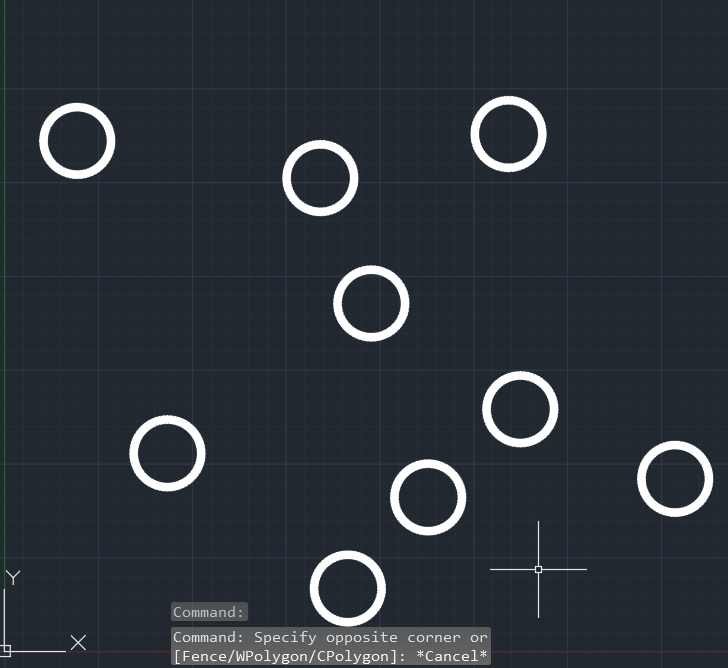 Y
X
Command:
Command: Specify opposite corner or
[Fence/WPolygon/CPolygon]: *Cancel*